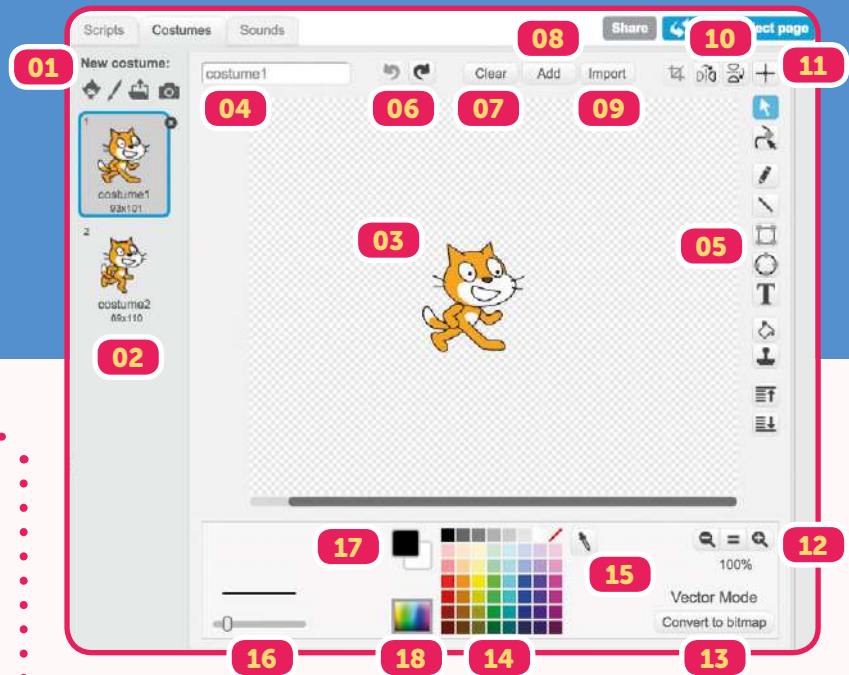 Scripts Costumes Sounds 08 Share 10 ect page
01 New costume: 11
costume1 Clear Add Import
04 06 07 09
1
costume1
93x101
03 05 T
2
costume2
02
17 12
15 100%
Vector Mode
Convert to bitmap
16 18 14 13